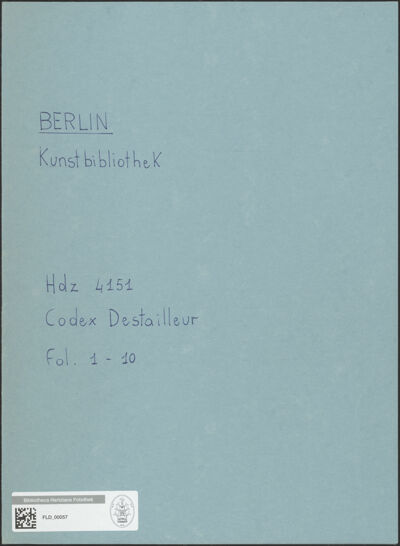 BERLIN
Kunstbibliothek
Hdz 4151
Codex Destailleur
Fol. 1 - 10
Bibliotheca Hertziana Fotothek
FLD_00057